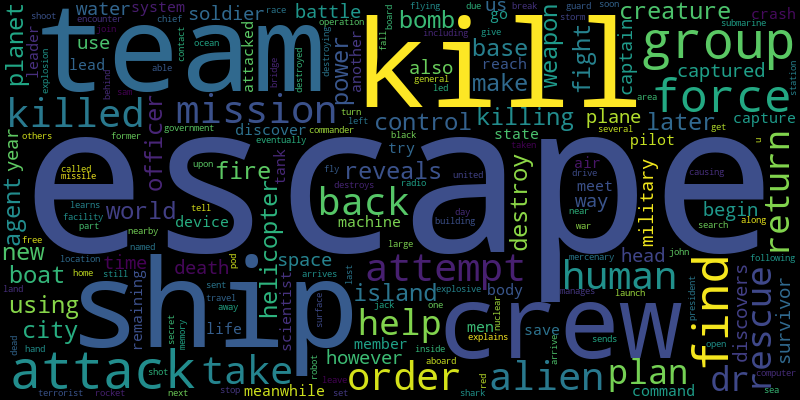 planet
soldier
water
system
chief
encounter
join
terrorist
shoot
leader
lead
use
team
killed
mission
attacked
explosion
ocean
contact
able
behind
battle
race
operation
bomb
power
another
including
fall
board
flying
us
go
due
storm
base
reach
make
also
control
killing
kill
weapon
fight
captain
submarine
break
guard
soon
creature
crash
group
captured
force
capture
station
area
later
plane
give
led
general
destroyed
destroying
bridge
sam
year
officer
others
former
government
discover
eventually
commander
turn
left
black
try
state
several
get
taken
u
pilot
called
missile
upon
fire
tank
reveals
fly
radio
united
destroy
air
drive
meet
way
near
war
military
causing
search
along
begin
return
escape
agent
learns
facility
part
world
tell
device
helicopter
back
machine
destroys
day
building
large
new
free
named
nearby
location
time
death
pod
space
attempt
human
head
john
following
boat
home
still
sent
arrives
last
island
body
explosive
nuclear
one
manages
launch
president
find
discovers
rescue
survivor
using
land
city
remaining
travel
away
life
scientist
surface
jack
help
men
save
sends
arrive
open
computer
ship
crew
secret
memory
hand
dead
however
member
inside
explains
attack
shot
take
robot
aboard
order
alien
plan
dr
command
sea
rocket
next
stop
meanwhile
leave
set
red
shark
mercenary